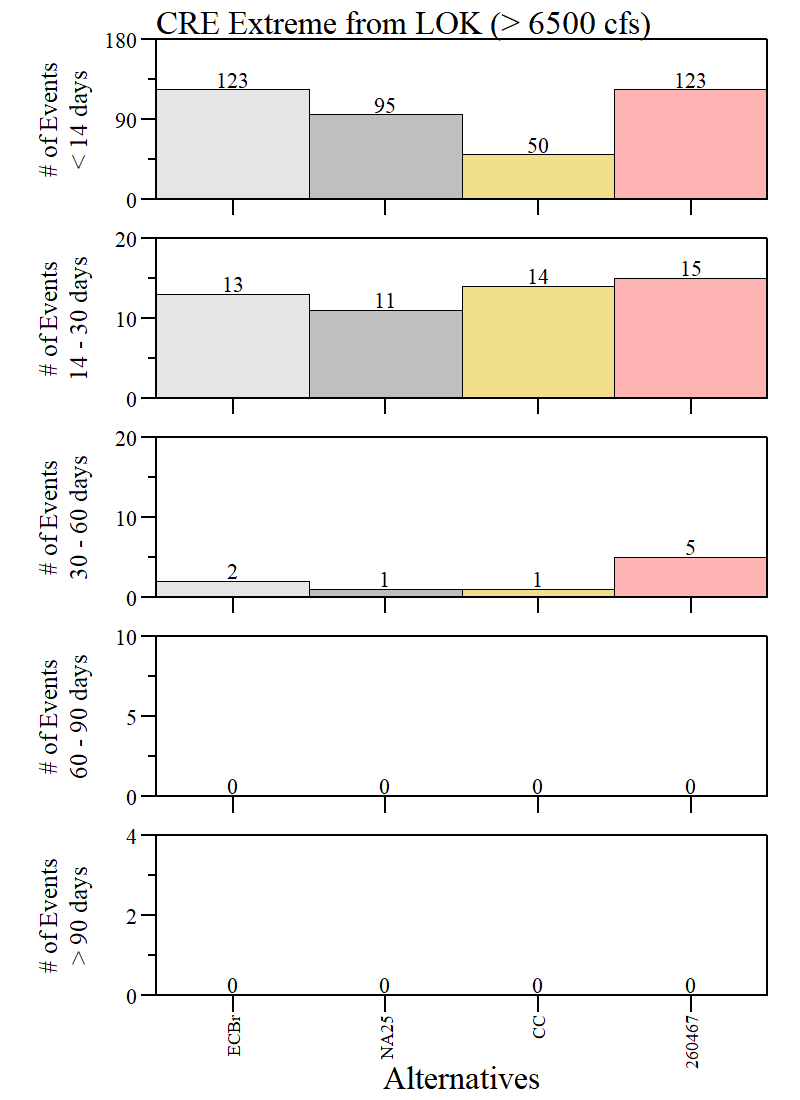 CRE Extreme from LOK (> 6500 cfs)
# of Events
< 14 days
180
90
0
123
95
50
123
# of Events
14 - 30 days
20
10
0
13
11
14
15
# of Events
30 - 60 days
20
10
0
2
1
1
5
# of Events
60 - 90 days
10
5
0
0
0
0
0
# of Events
> 90 days
4
2
0
0
0
0
0
ECBr
NA25
CC
260467
Alternatives